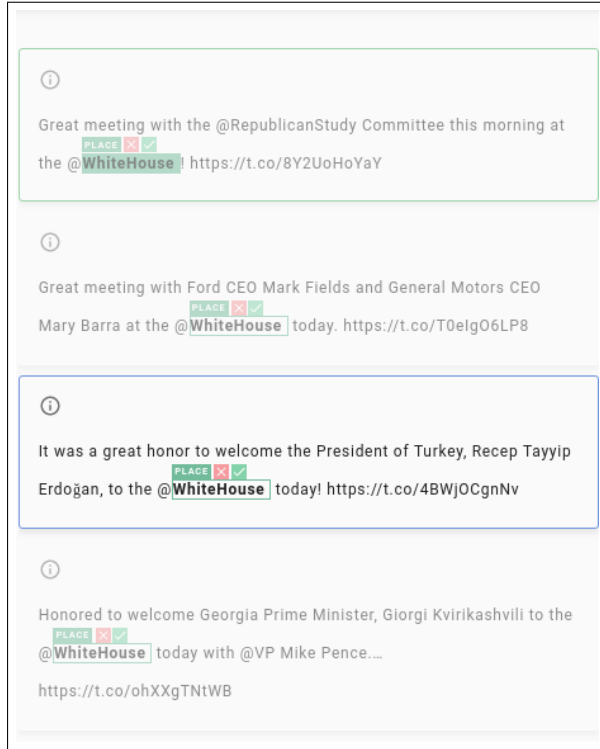 Great meeting with the @RepublicanStudy Committee this morning at
PLACE
the @WhiteHouse ! https://t.co/8Y2UoHoYaY
Great meeting with Ford CEO Mark Fields and General Motors CEO
PLACE
Mary Barra at the @WhiteHouse today. https://t.co/T0eIgO6LP8
It was a great honor to welcome the President of Turkey, Recep Tayyip
PLACE
Erdoğan, to the @WhiteHouse today! https://t.co/4BWjOCgnNv
Honored to welcome Georgia Prime Minister, Giorgi Kvirikashvili to the
PLACE
@WhiteHouse today with @VP Mike Pence.…
https://t.co/ohXXgTNtWB